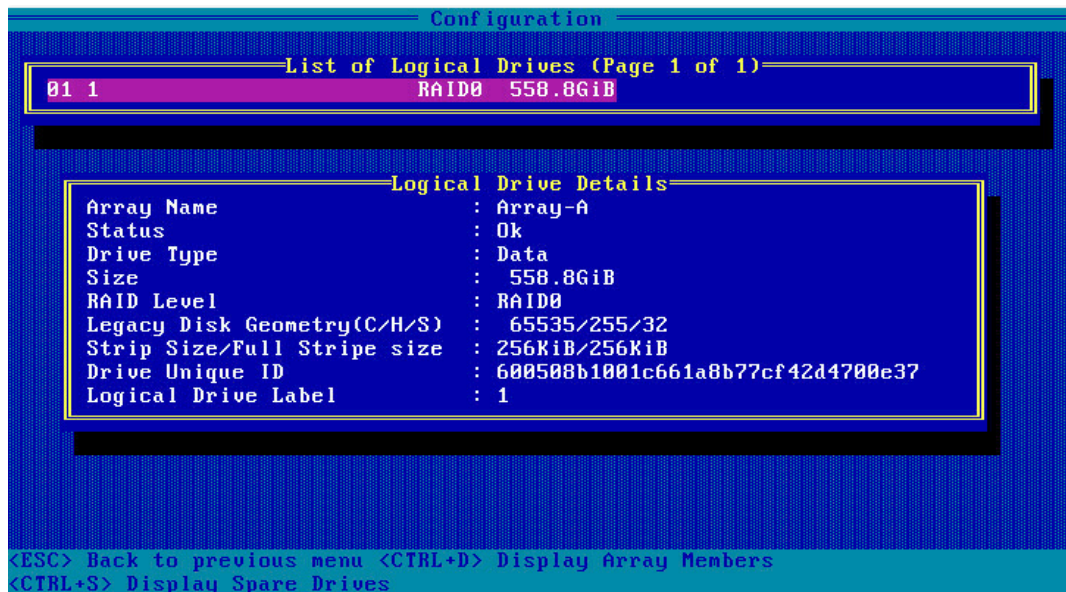 Configuration
List of Logical Drives (Page 1 of 1)
01 1 RAID0 558.8GiB
Logical Drive Details
Array Name : Array-A
Status : Ok
Drive Type : Data
Size : 558.8GiB
RAID Level : RAID0
Legacy Disk Geometry(C/H/S) : 65535/255/32
Strip Size/Full Stripe size : 256KiB/256KiB
Drive Unique ID : 600508b1001c661a8b77cf42d4700e37
Logical Drive Label : 1
<ESC> Back to previous menu <CTRL+D> Display Array Members
<CTRL+S> Display Spare Drives